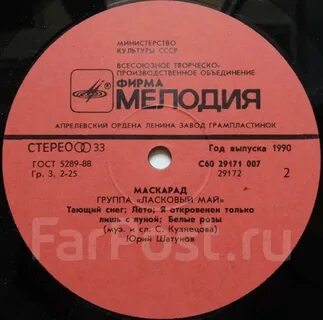 МИНИСТЕРСТВО
КУЛЬТУРЫ СССР
ВСЕСОЮЗНОЕ ТВОРЧЕСКО-
ПРОИЗВОДСТВЕННОЕ ОБЪЕДИНЕНИЕ
ФИРМА
МЕЛОДИЯ
АПРЕЛЕВСКИЙ ОРДЕНА ЛЕНИНА ЗАВОД ГРАМПЛАСТИНОК
СТЕРЕО 33
Год выпуска 1990
ГОСТ 5289-88
С60 29171 007
Гр. 3. 2-25
29172
2
МАСКАРАД
ГРУППА «ЛАСКОВЫЙ МАЙ»
Тающий снег; Лето; Я откровенен только
лишь с луной; Белые розы
(муз. и сл. С. Кузнецова)
Юрий Шатунов
FarPost.ru